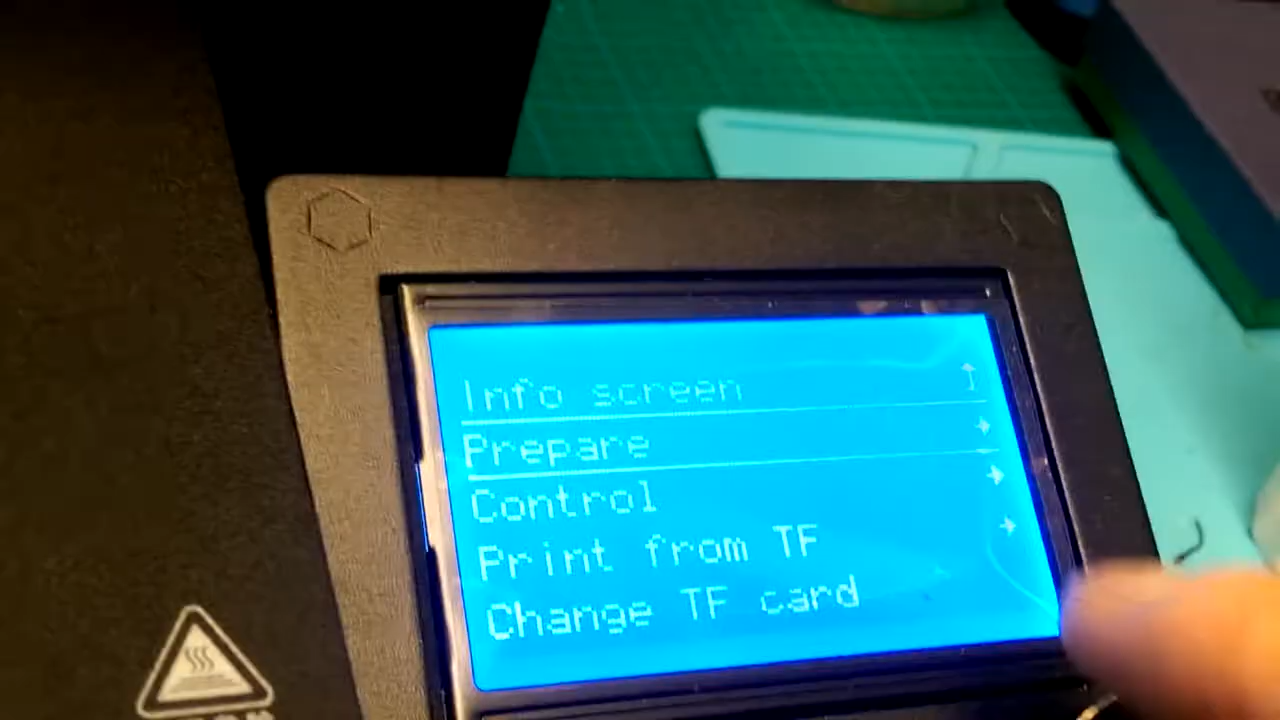 Info screen
Prepare
Control
Print from TF
Change TF card